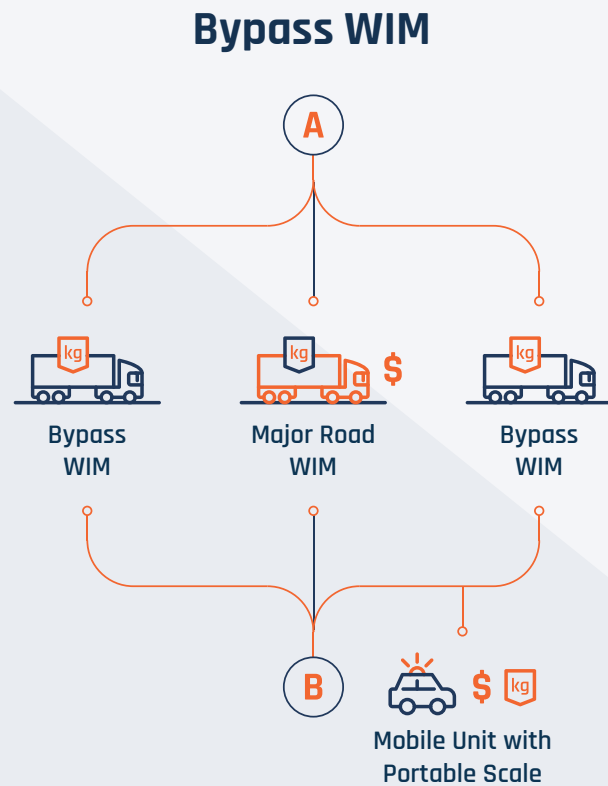 Bypass WIM
A
kg
kg
$
kg
Bypass
WIM
Major Road
WIM
Bypass
WIM
B
$
kg
Mobile Unit with
Portable Scale